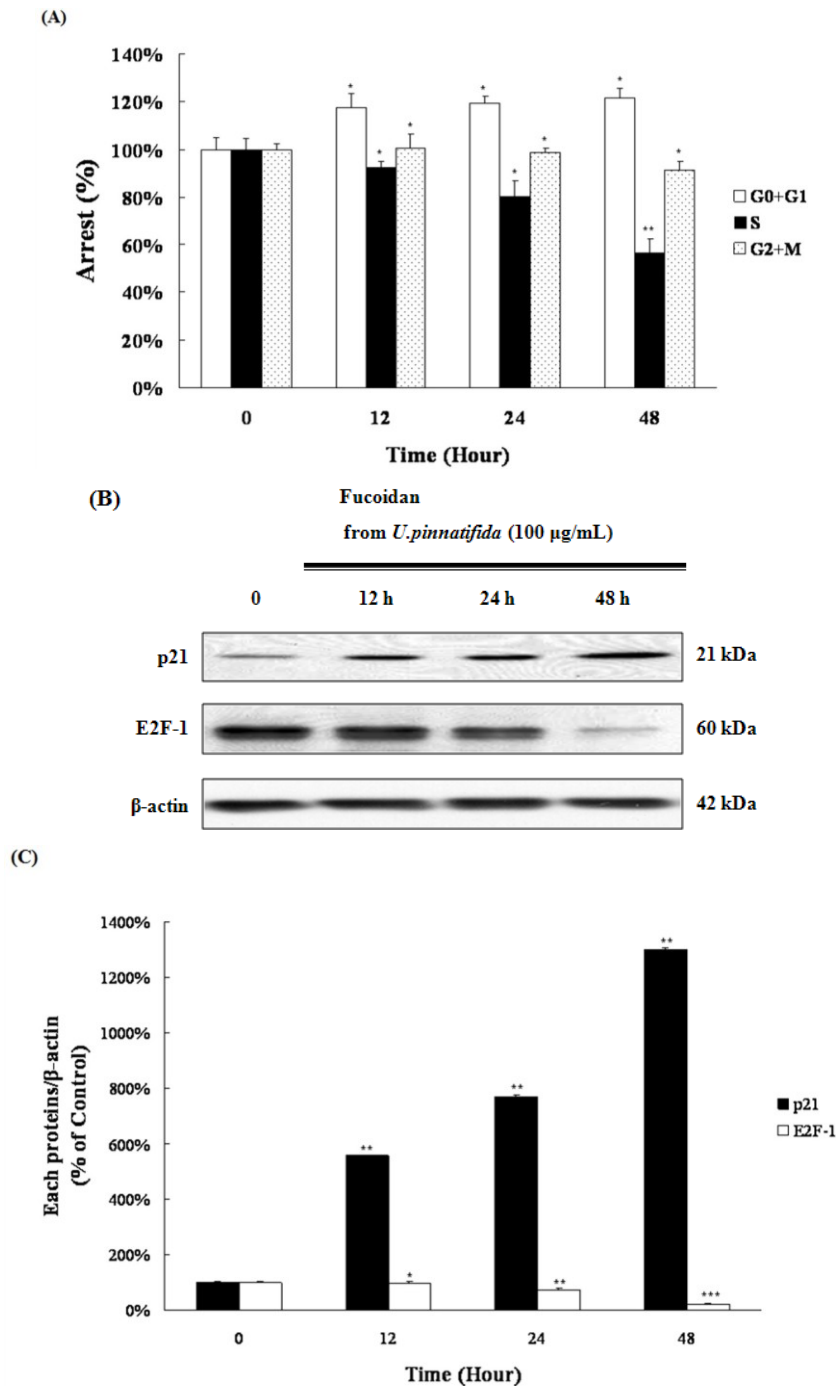 (A)
140%
120%
100%
80%
60%
40%
20%
0%
Arrest (%)
* * *
* * *
* * *
** *
G0+G1
S
G2+M
0 12 24 48
Time (Hour)
(B)
Fucoidan
from U.pinnatifida (100 μg/mL)
0 12 h 24 h 48 h
p21 21 kDa
E2F-1 60 kDa
β-actin 42 kDa
(C)
1400%
1200%
1000%
800%
600%
400%
200%
0%
Each proteins/β-actin
(% of Control)
**
**
**
* ** ***
p21
E2F-1
0 12 24 48
Time (Hour)